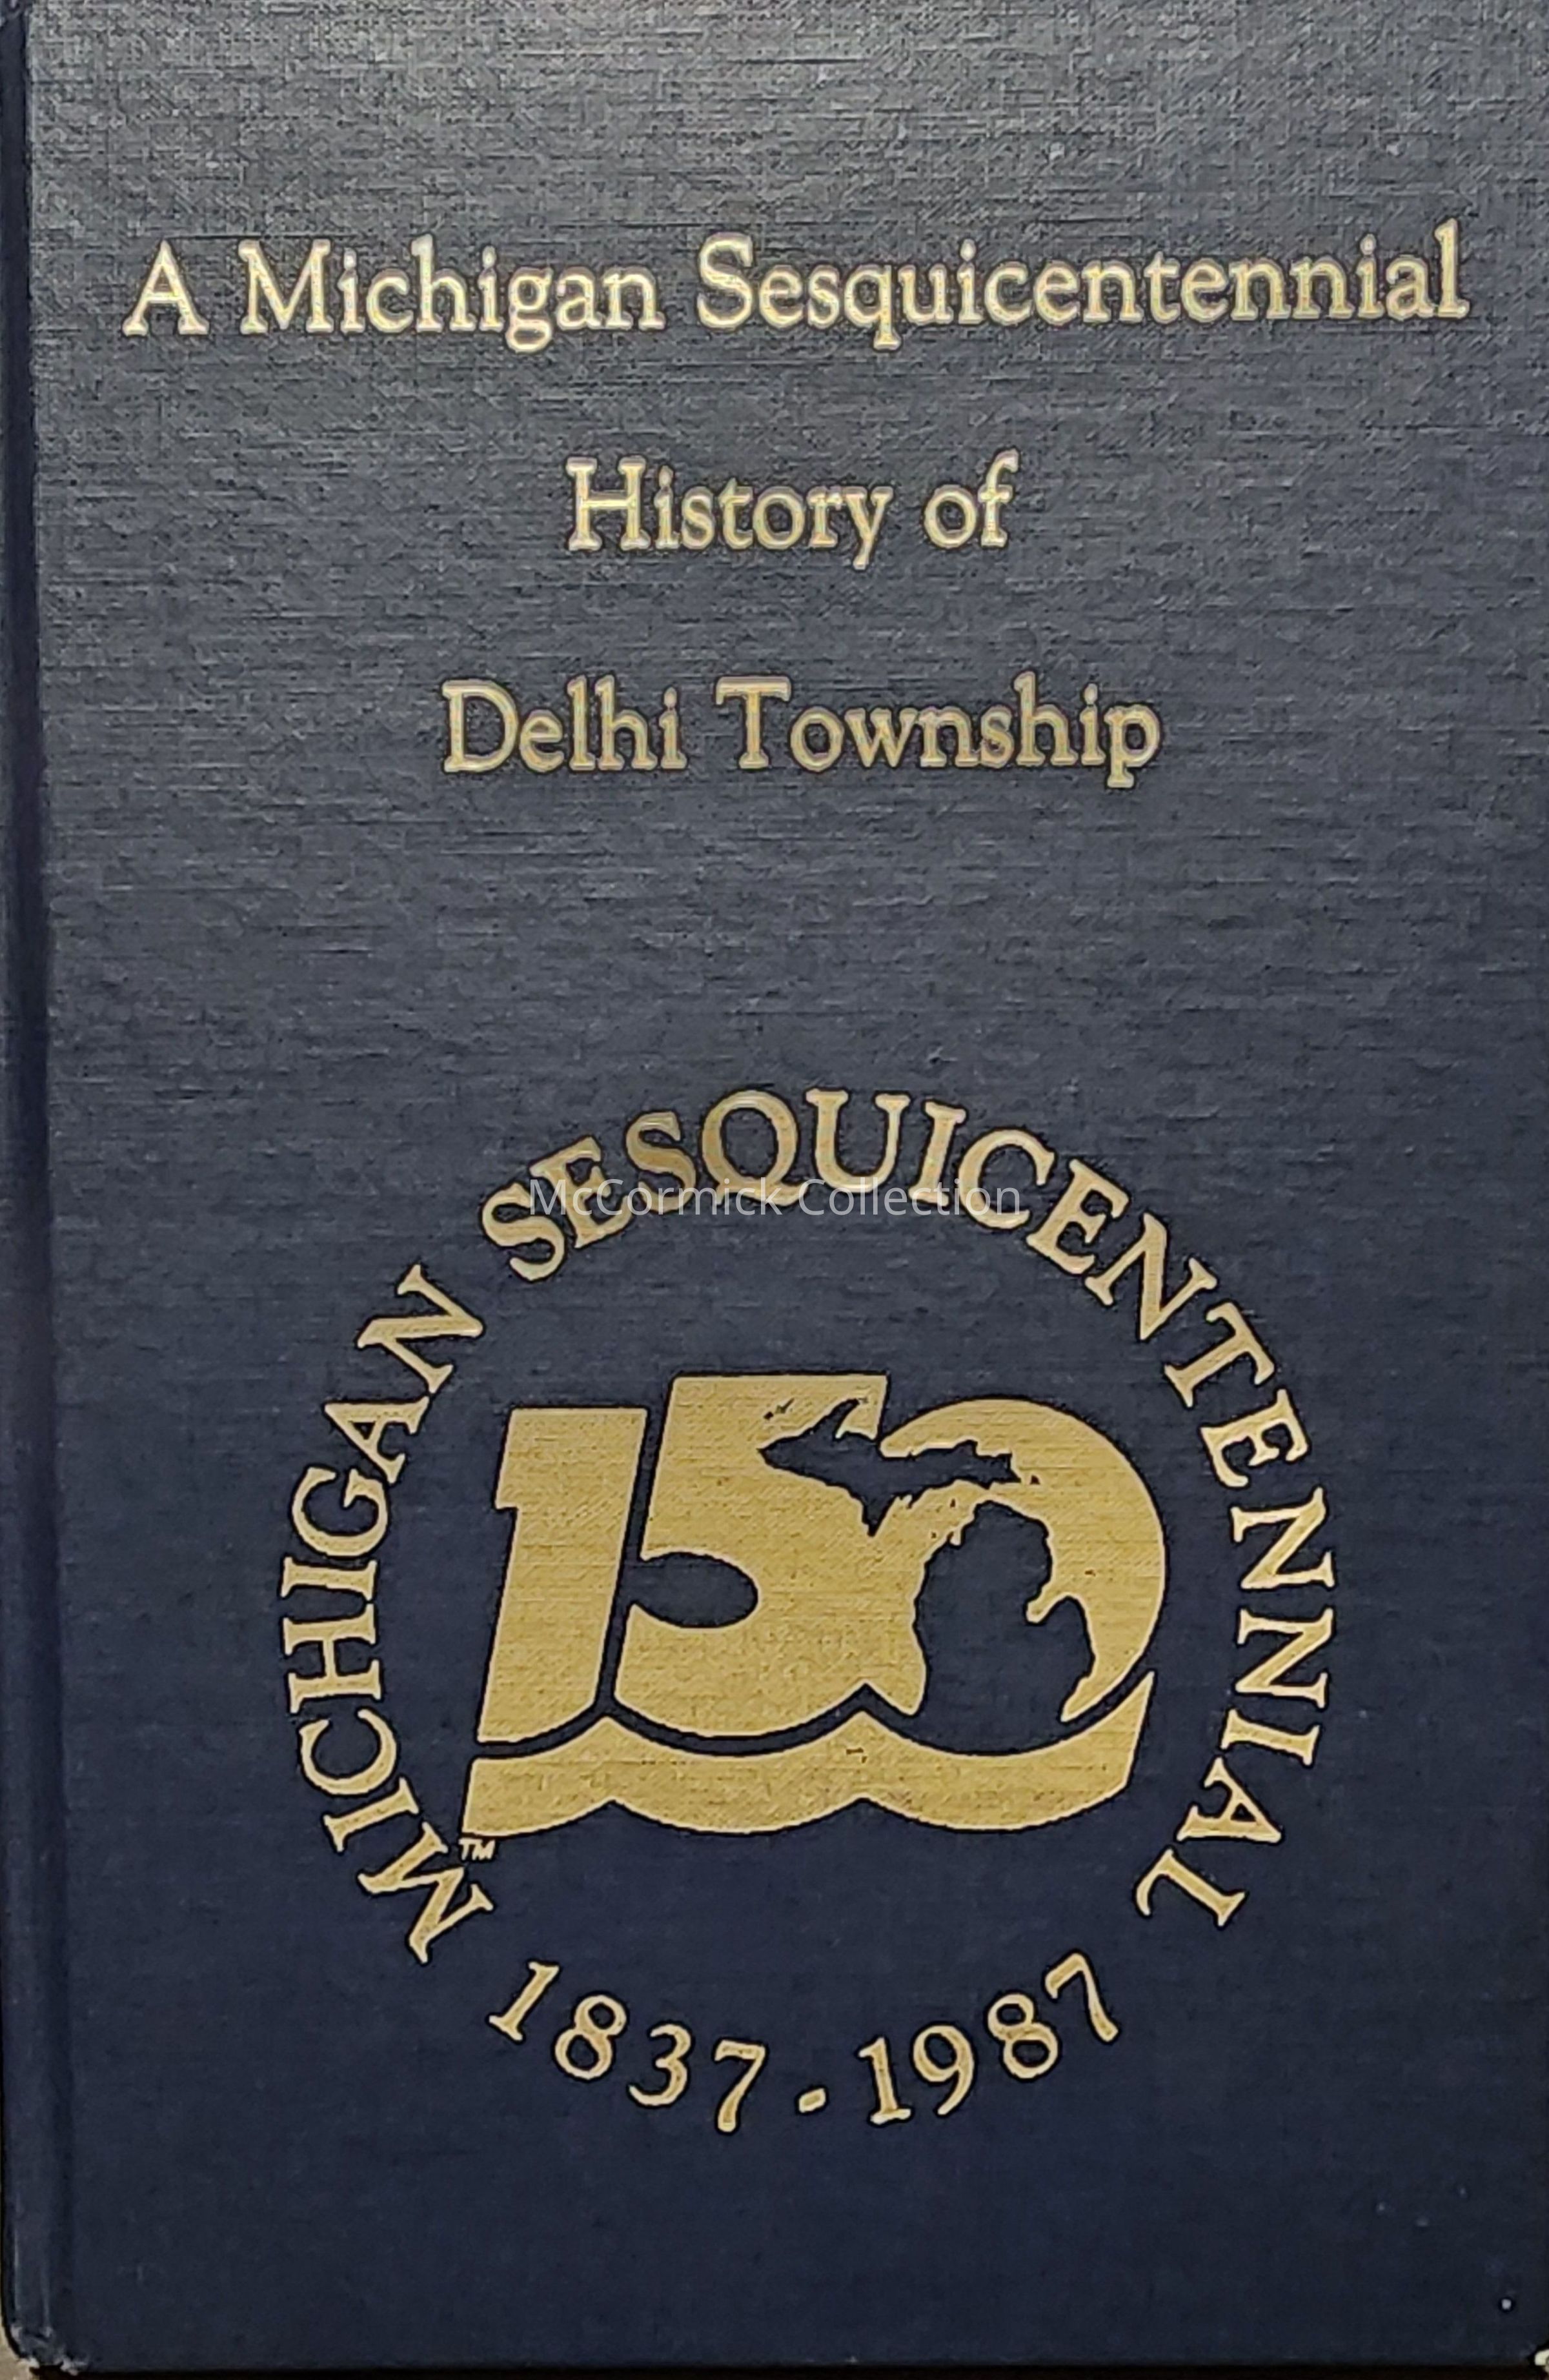 A Michigan Sesquicentennial
History of
Delhi Township
MICHIGAN SESQUICENTENNIAL
McCormick Collection
150
TM
1837-1987